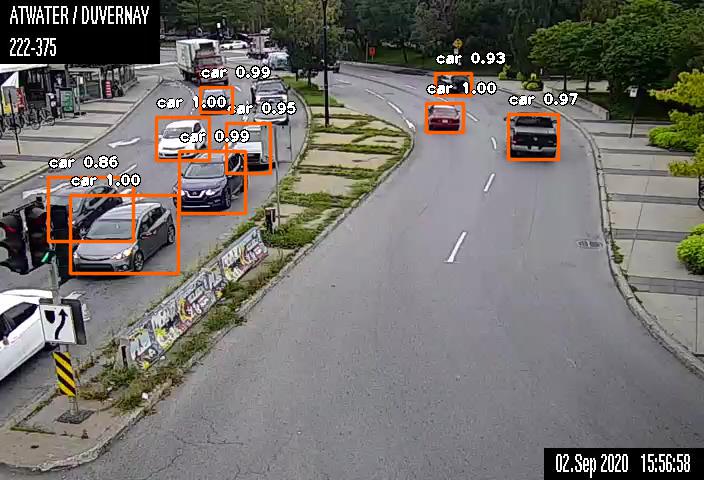 ATWATER / DUVERNAY
222-375
car 0.93
car 0.99
car 1.00
car 0.97
car 1.00
car 0.95
car 0.99
car 0.86
car 1.00
02.Sep 2020 15:56:58